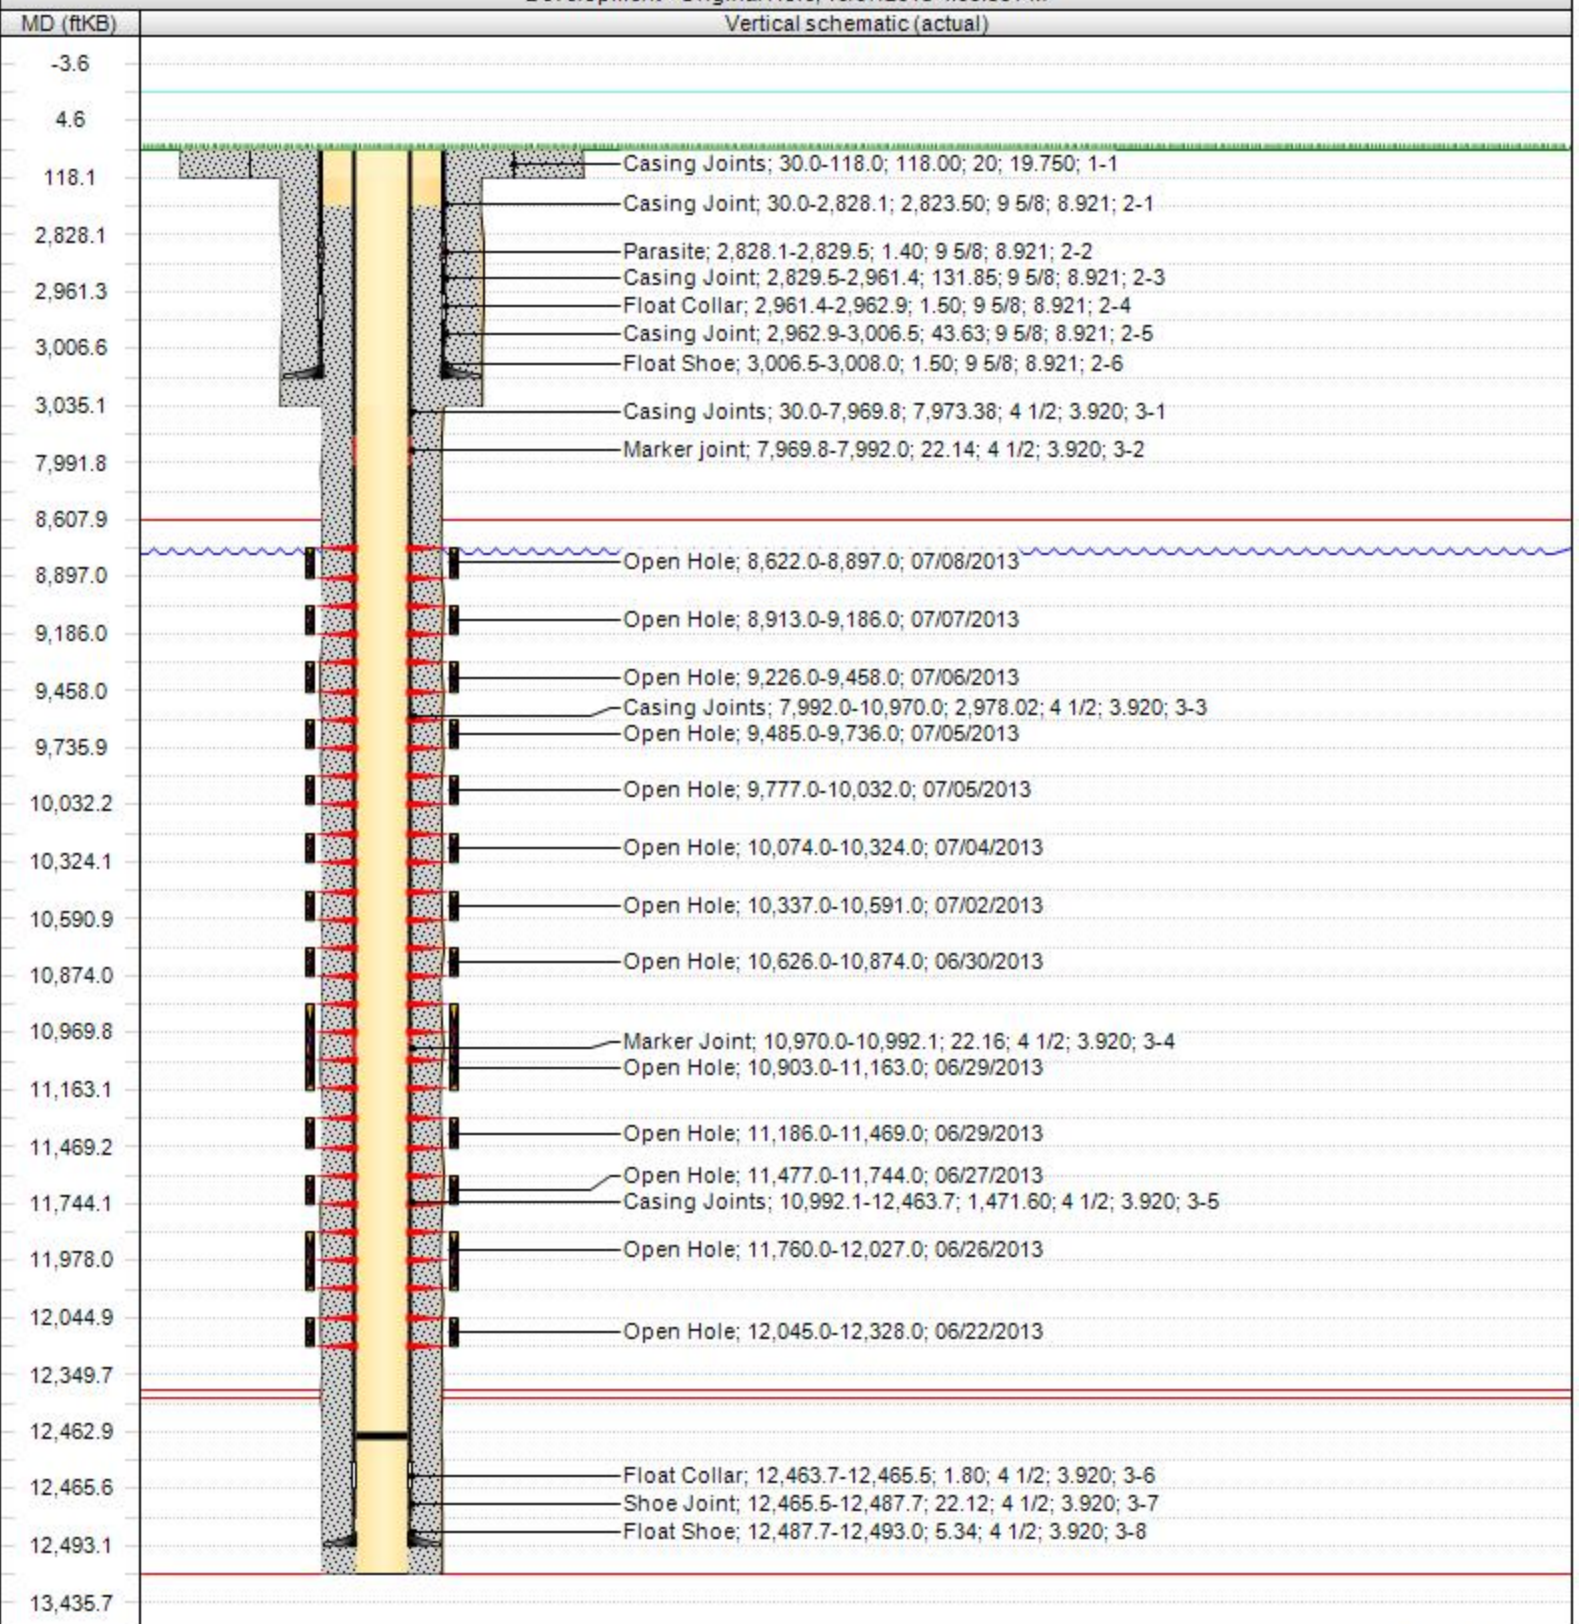 MD (ftKB)
Vertical schematic (actual)
-3.6
4.6
Casing Joints; 30.0-118.0; 118.00; 20; 19.750; 1-1
118.1
Casing Joint; 30.0-2,828.1; 2,823.50; 9 5/8; 8.921; 2-1
2,828.1
Parasite; 2,828.1-2,829.5; 1.40; 9 5/8; 8.921; 2-2
Casing Joint; 2,829.5-2,961.4; 131.85; 9 5/8; 8.921; 2-3
2,961.3
Float Collar; 2,961.4-2,962.9; 1.50; 9 5/8; 8.921; 2-4
Casing Joint; 2,962.9-3,006.5; 43.63; 9 5/8; 8.921; 2-5
3,006.6
Float Shoe; 3,006.5-3,008.0; 1.50; 9 5/8; 8.921; 2-6
3,035.1
Casing Joints; 30.0-7,969.8; 7,973.38; 4 1/2; 3.920; 3-1
Marker joint; 7,969.8-7,992.0; 22.14; 4 1/2; 3.920; 3-2
7,991.8
8,607.9
Open Hole; 8,622.0-8,897.0; 07/08/2013
8,897.0
Open Hole; 8,913.0-9,186.0; 07/07/2013
9,186.0
Open Hole; 9,226.0-9,458.0; 07/06/2013
9,458.0
Casing Joints; 7,992.0-10,970.0; 2,978.02; 4 1/2; 3.920; 3-3
Open Hole; 9,485.0-9,736.0; 07/05/2013
9,735.9
Open Hole; 9,777.0-10,032.0; 07/05/2013
10,032.2
Open Hole; 10,074.0-10,324.0; 07/04/2013
10,324.1
Open Hole; 10,337.0-10,591.0; 07/02/2013
10,590.9
Open Hole; 10,626.0-10,874.0; 06/30/2013
10,874.0
10,969.8
Marker Joint; 10,970.0-10,992.1; 22.16; 4 1/2; 3.920; 3-4
Open Hole; 10,903.0-11,163.0; 06/29/2013
11,163.1
Open Hole; 11,186.0-11,469.0; 06/29/2013
11,469.2
Open Hole; 11,477.0-11,744.0; 06/27/2013
Casing Joints; 10,992.1-12,463.7; 1,471.60; 4 1/2; 3.920; 3-5
11,744.1
Open Hole; 11,760.0-12,027.0; 06/26/2013
11,978.0
12,044.9
Open Hole; 12,045.0-12,328.0; 06/22/2013
12,349.7
12,462.9
Float Collar; 12,463.7-12,465.5; 1.80; 4 1/2; 3.920; 3-6
12,465.6
Shoe Joint; 12,465.5-12,487.7; 22.12; 4 1/2; 3.920; 3-7
Float Shoe; 12,487.7-12,493.0; 5.34; 4 1/2; 3.920; 3-8
12,493.1
13,435.7